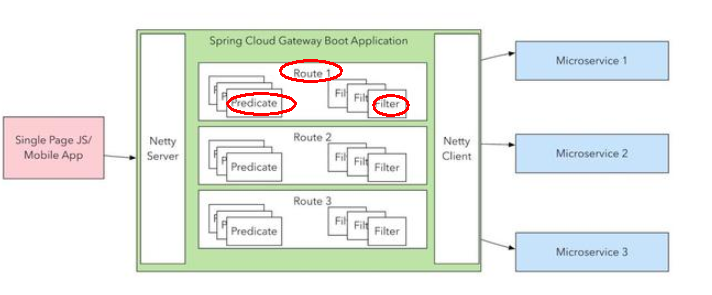 Spring Cloud Gateway Boot Application
Single Page JS/
Mobile App
Netty
Server
Route 1
Predicate
Filter
Route 2
Predicate
Filter
Route 3
Predicate
Filter
Netty
Client
Microservice 1
Microservice 2
Microservice 3